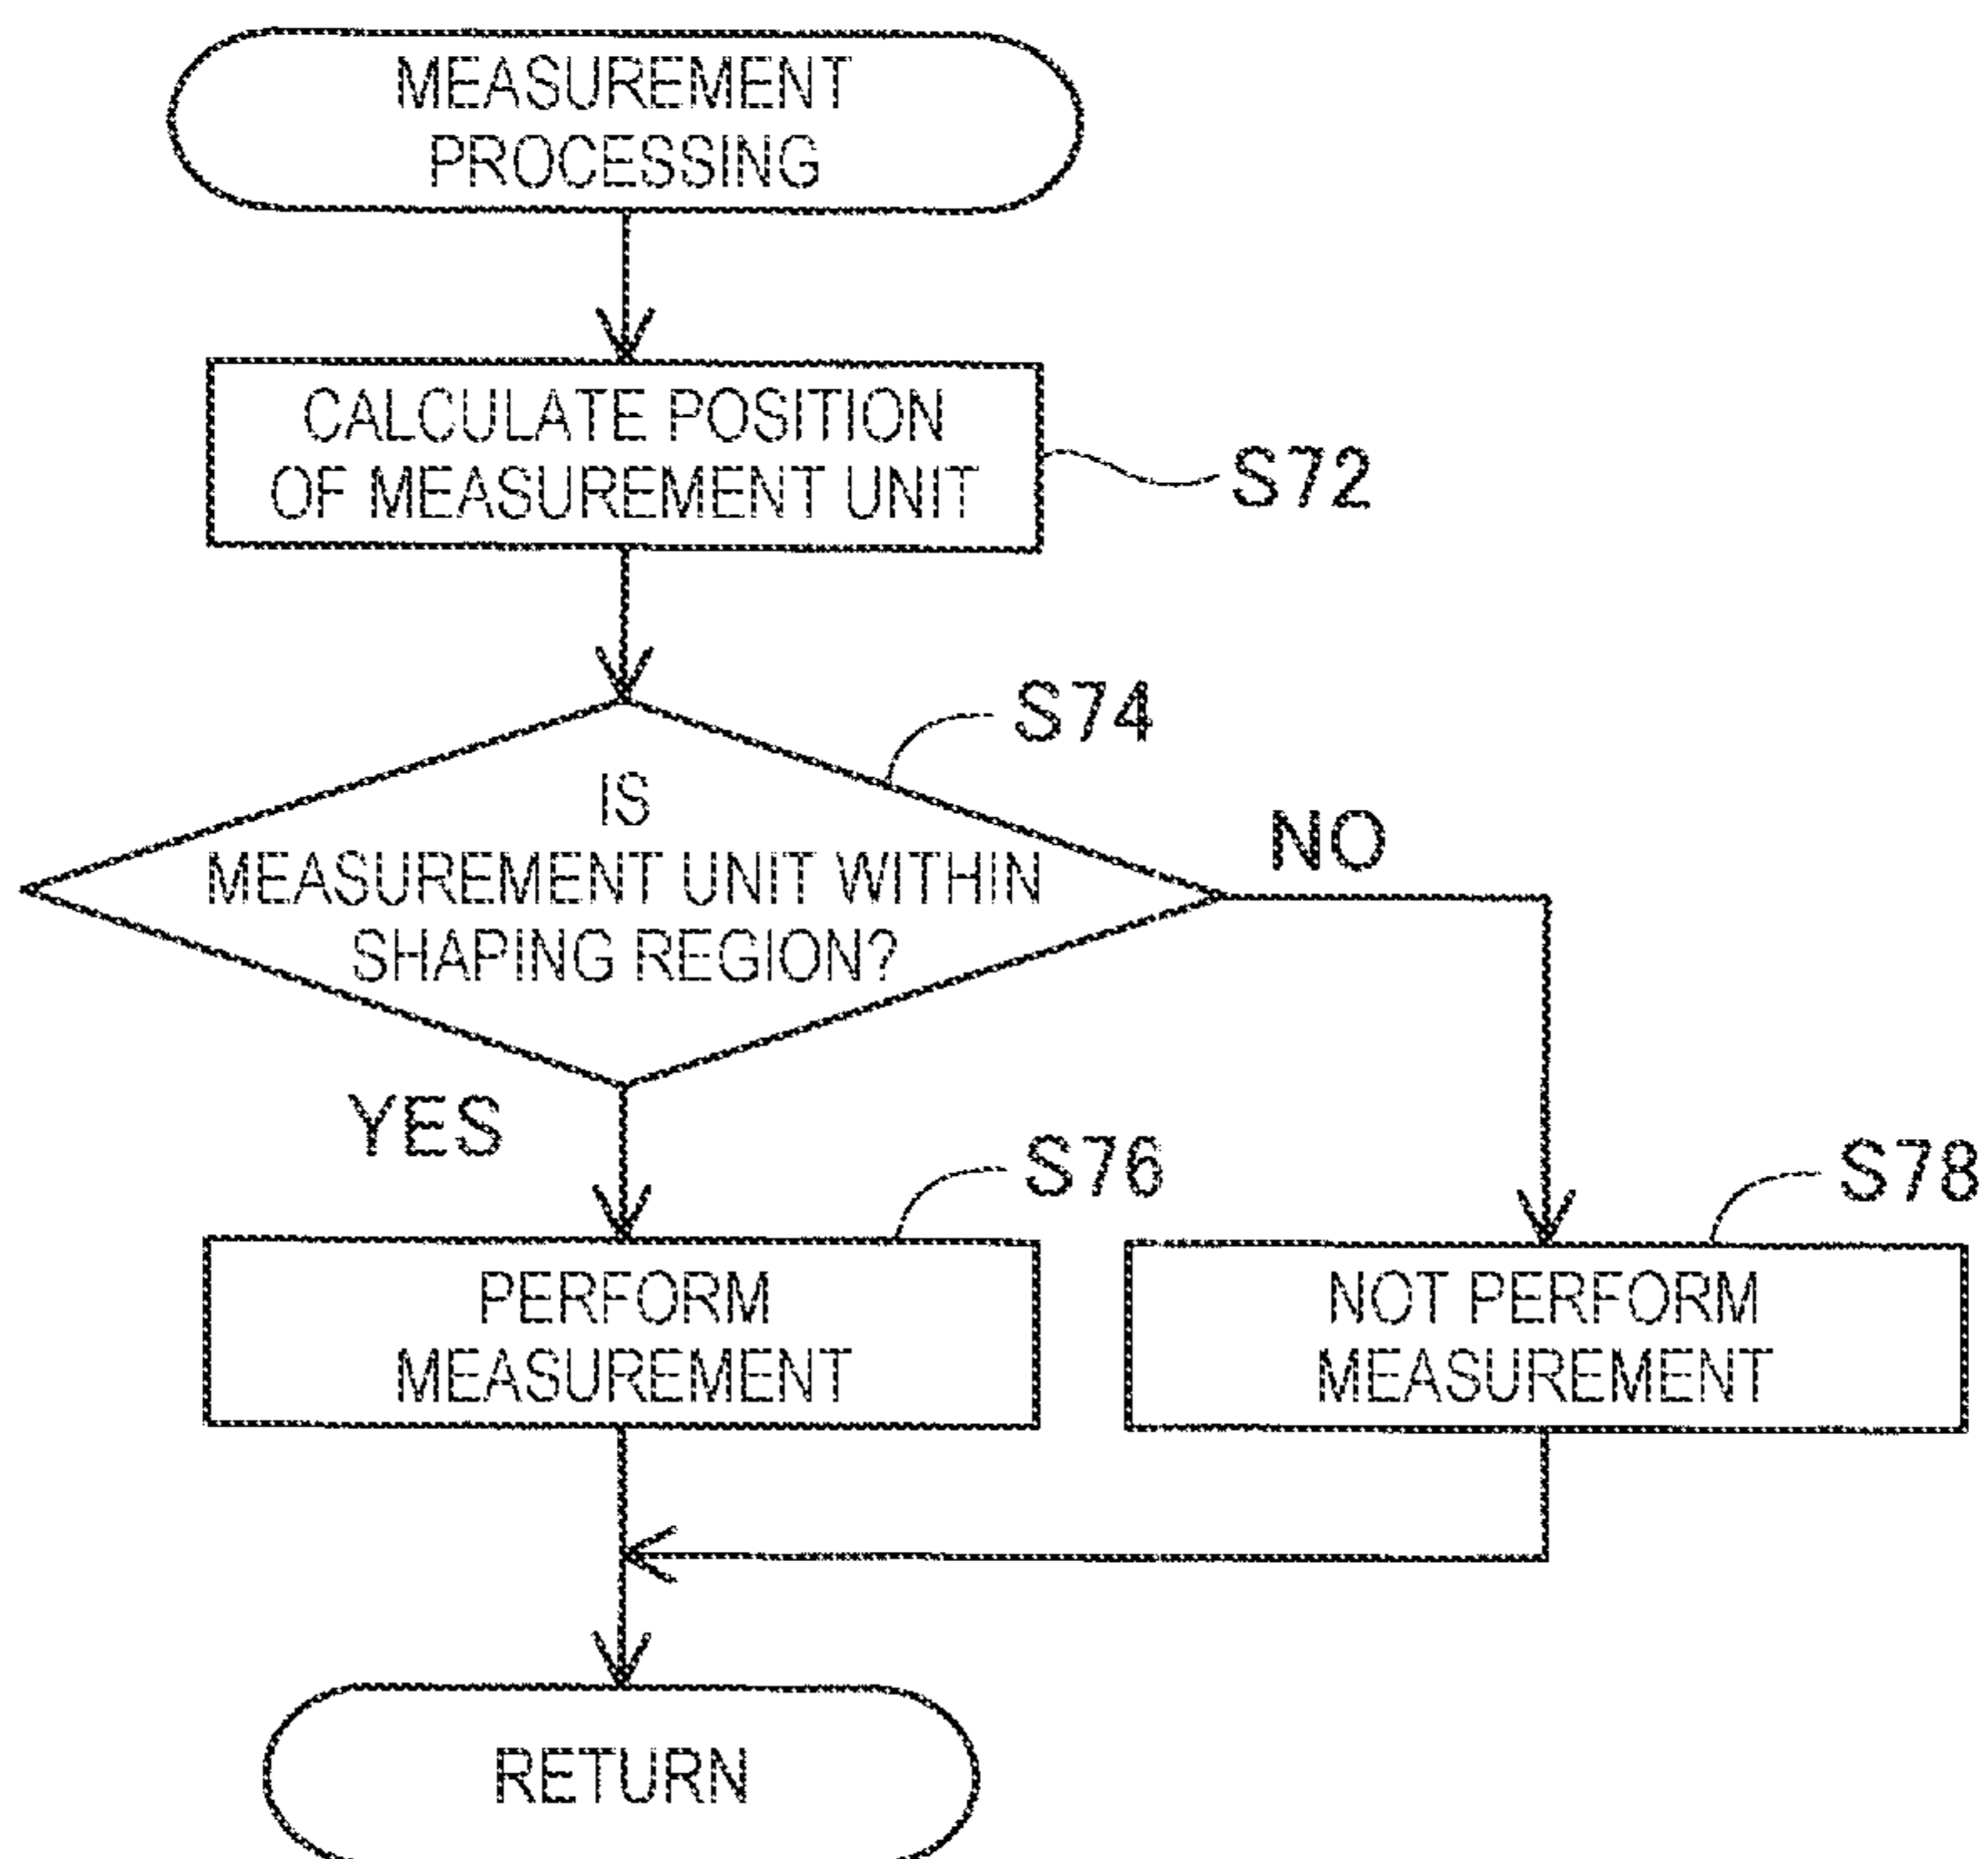 MEASUREMENT
PROCESSING
CALCULATE POSITION
OF MEASUREMENT UNIT
S72
S74
IS
MEASUREMENT UNIT WITHIN
SHAPING REGION?
NO
YES
S76
S78
PERFORM
MEASUREMENT
NOT PERFORM
MEASUREMENT
RETURN